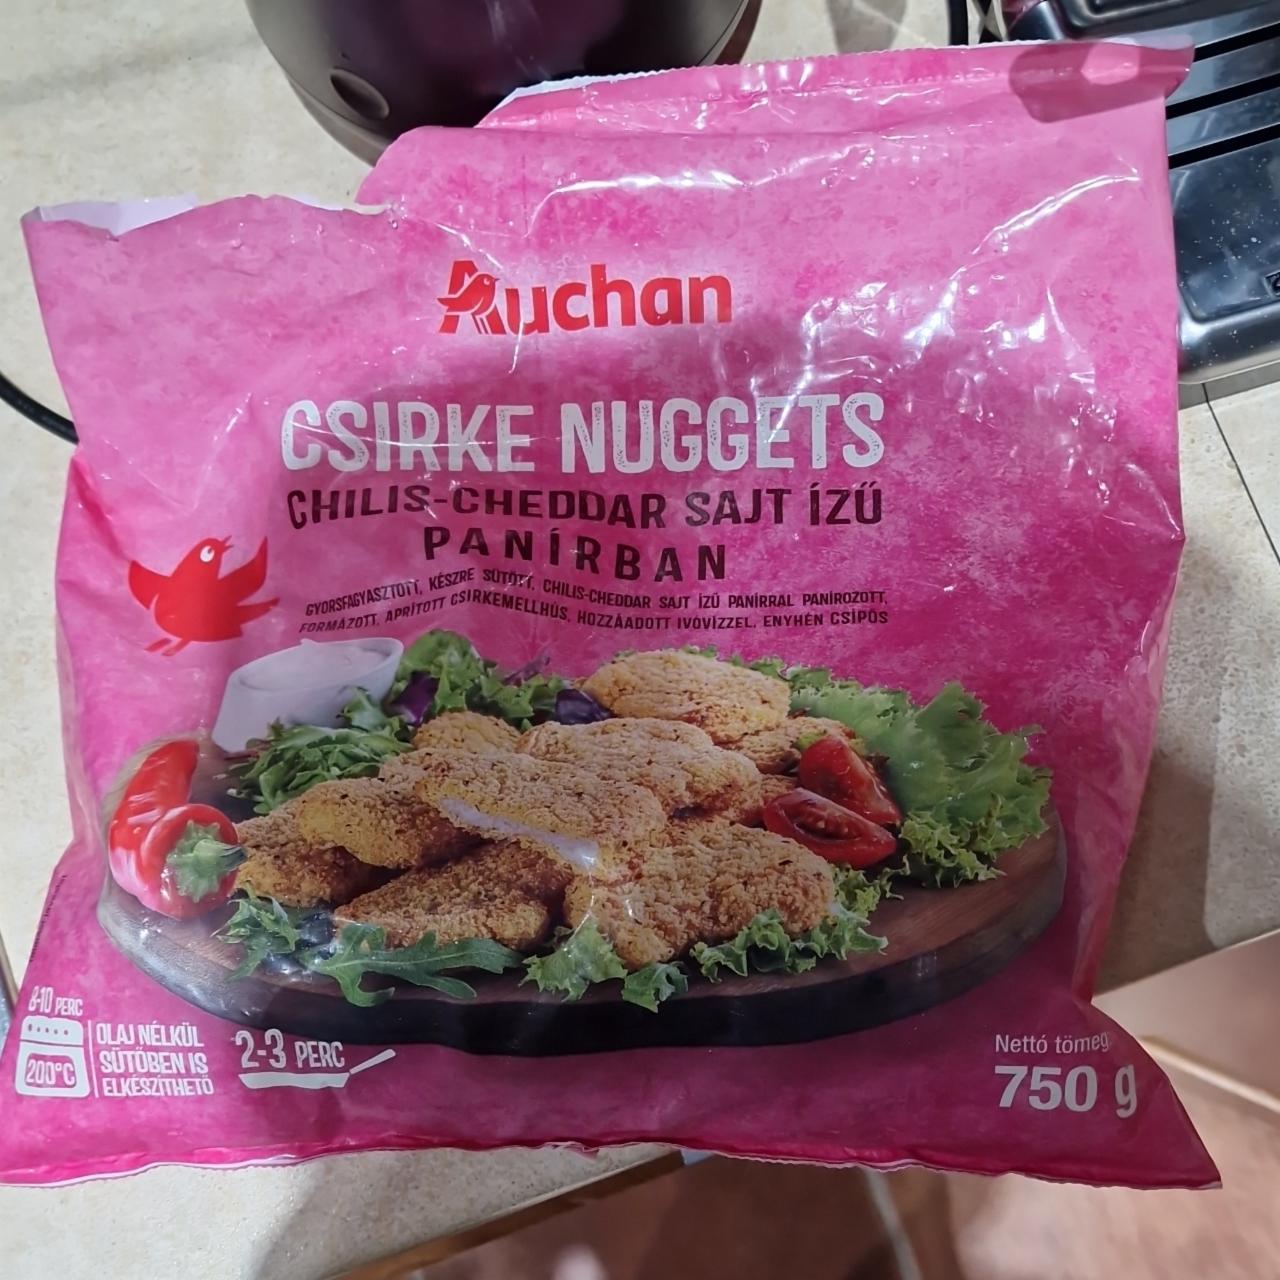 Auchan
CSIRKE NUGGETS
CHILIS-CHEDDAR SAJT ÍZŰ
PANÍRBAN
GYORSFAGYASZTOTT, KÉSZRE SÜTÖTT, CHILIS-CHEDDAR SAJT ÍZŰ PANÍRRAL PANÍROZOTT,
FORMÁZOTT, APRÍTOTT CSIRKEMELLHÚS, HOZZÁADOTT IVÓVÍZZEL, ENYHÉN CSÍPŐS
8-10 PERC
200°C
OLAJ NÉLKÜL
SÜTŐBEN IS
ELKÉSZÍTHETŐ
2-3 PERC
Nettó tömeg
750 g